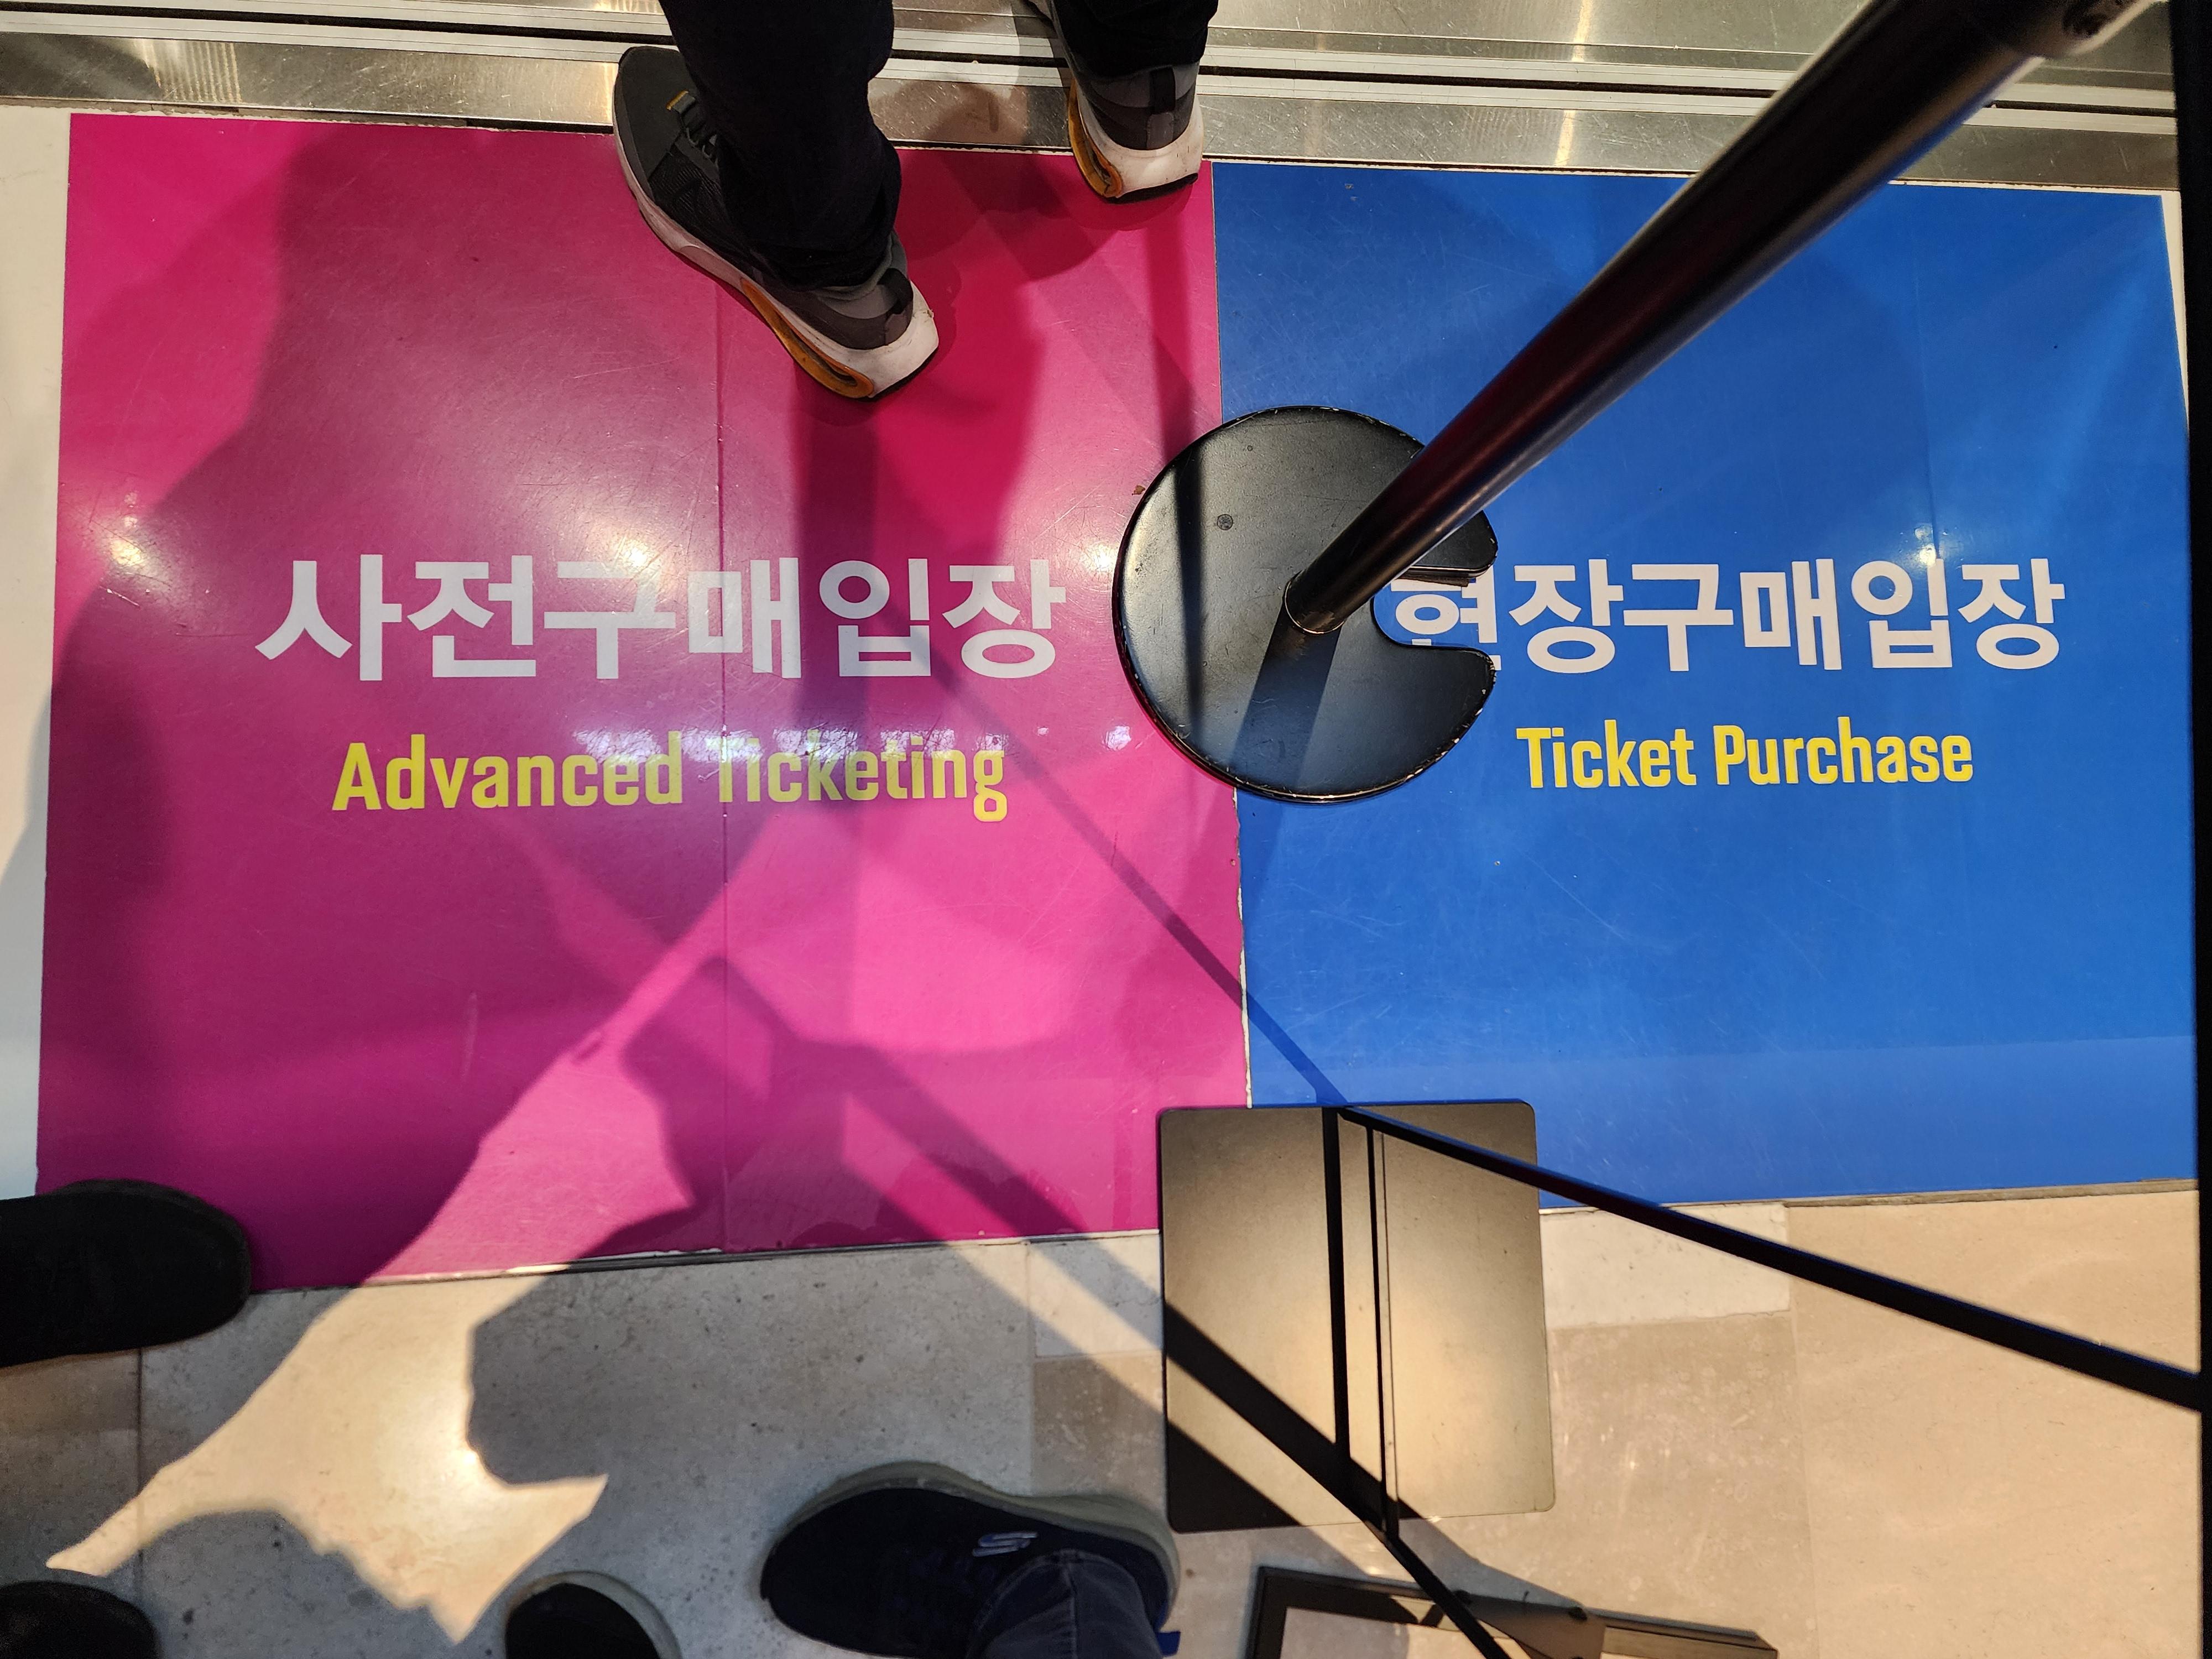 사전구매입장
Advanced Ticketing
현장구매입장
Ticket Purchase